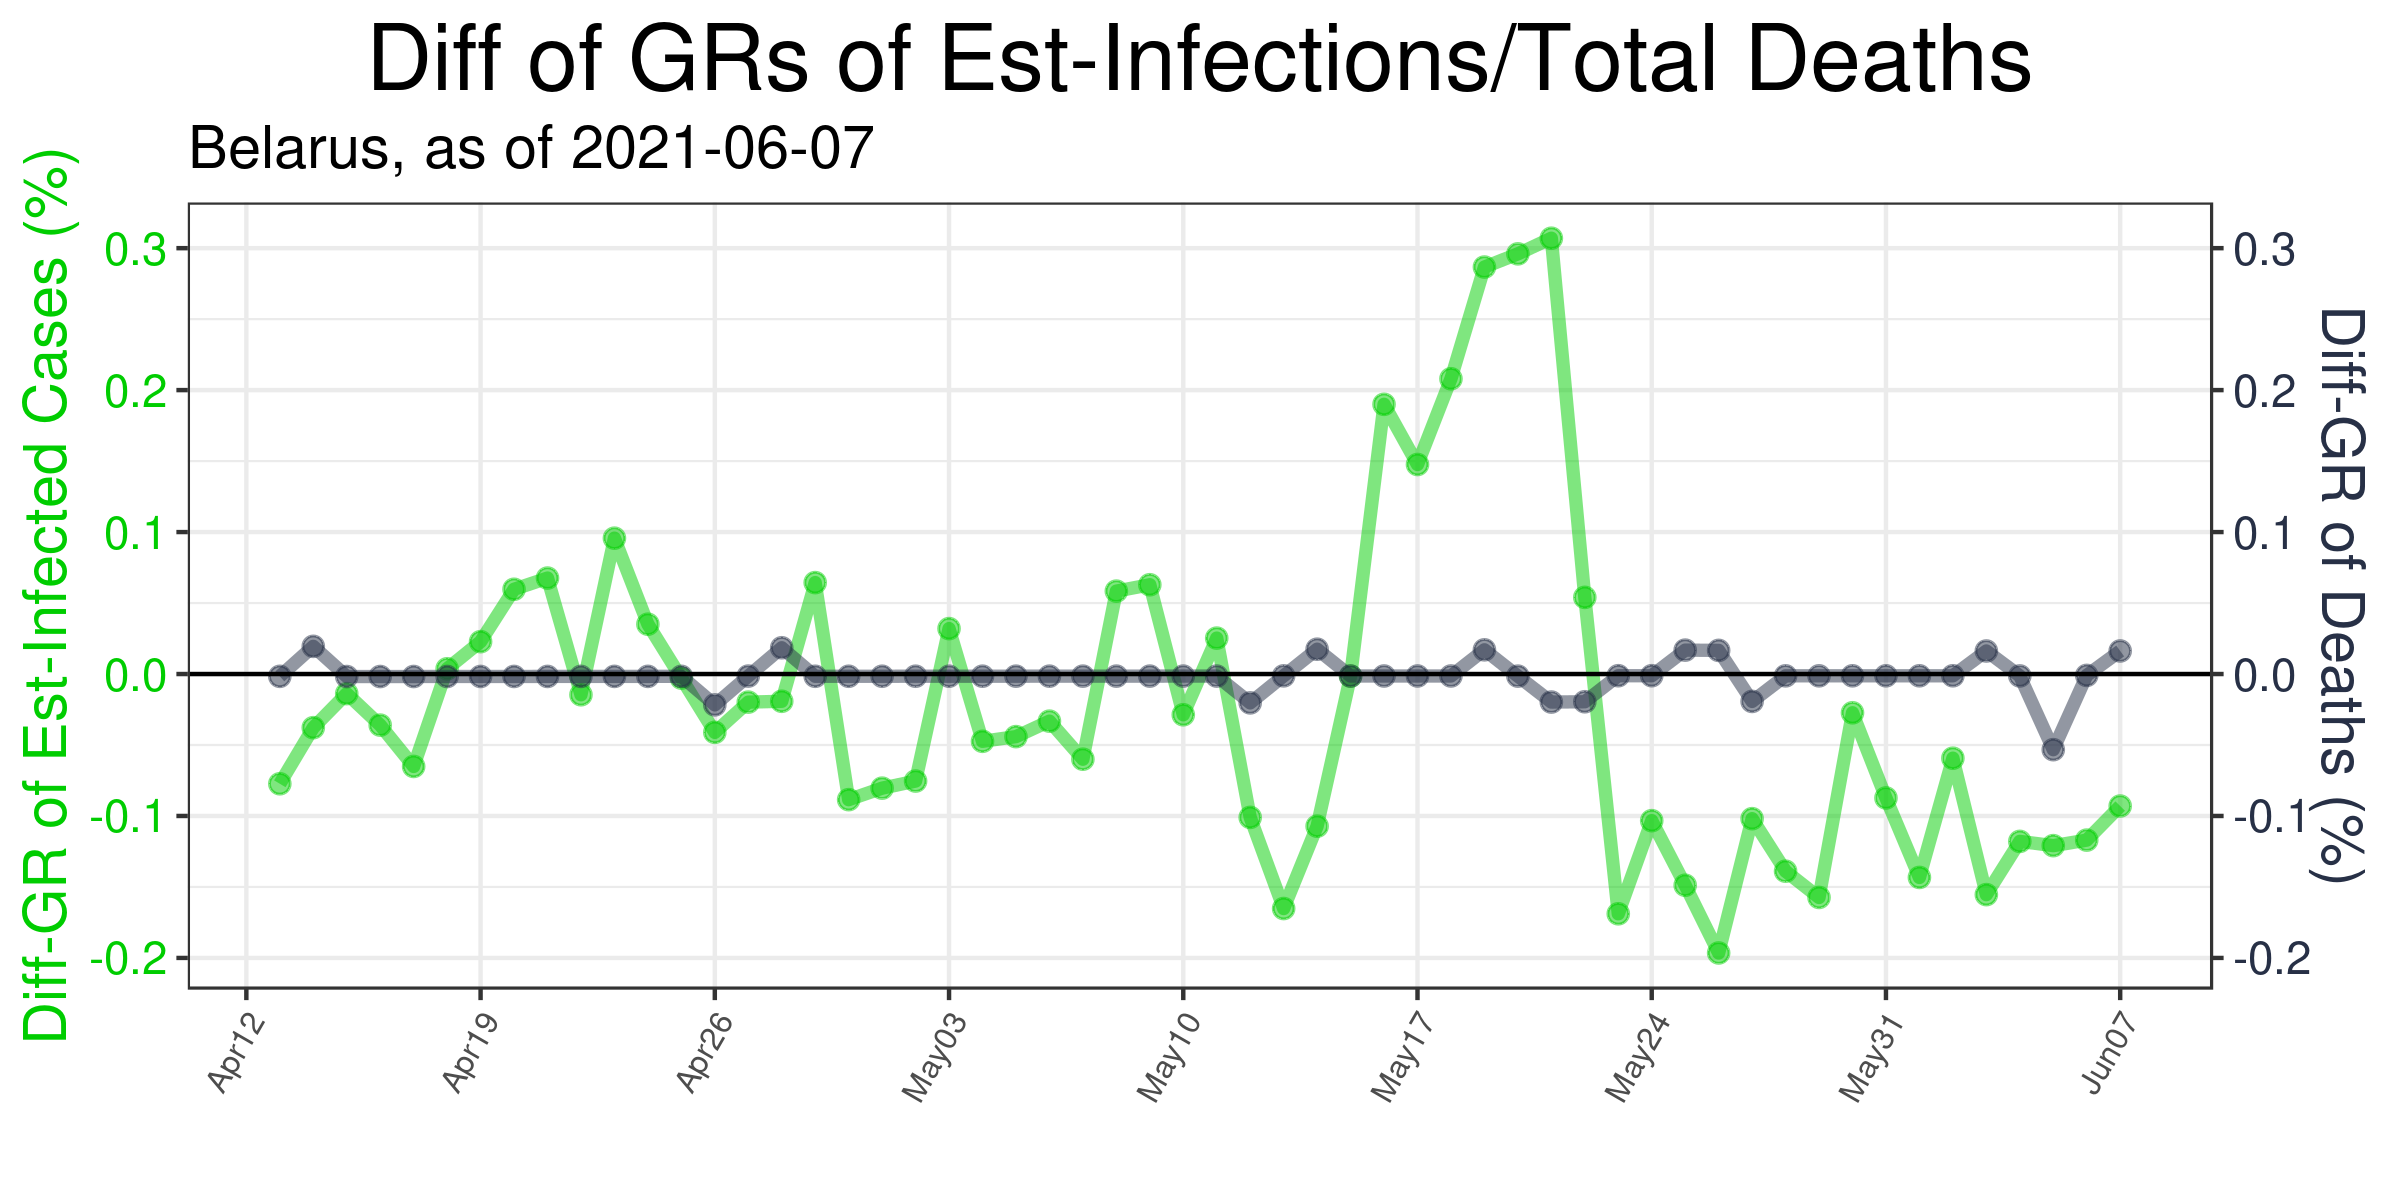 Diff of GRs of Est-Infections/Total Deaths
Belarus, as of 2021-06-07
Diff-GR of Est-Infected Cases (%)
0.3
0.2
0.1
0.0
-0.1
-0.2
0.3
0.2
0.1
0.0
-0.1
-0.2
Diff-GR of Deaths (%)
Apr12
Apr19
Apr26
May03
May10
May17
May24
May31
Jun07